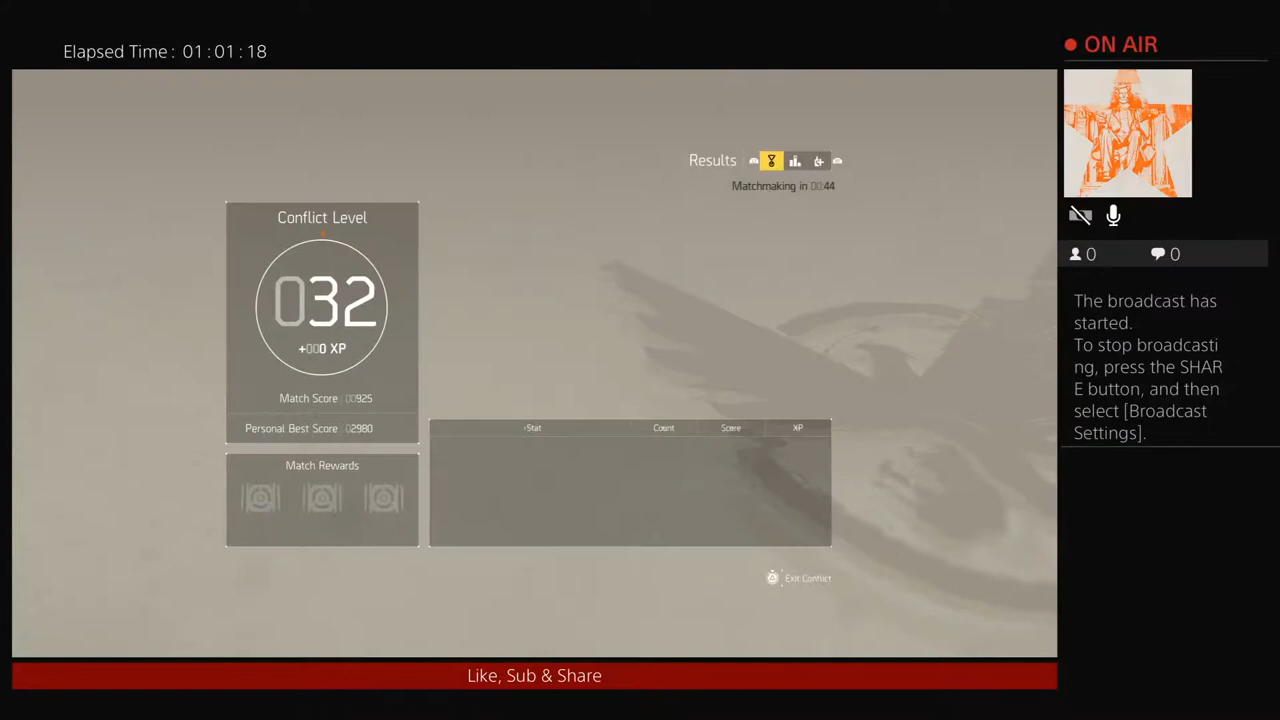 Elapsed Time: 01:01:18
ON AIR
Results
Matchmaking in 00:44
Conflict Level
032
+000 XP
Match Score 00925
Personal Best Score 02980
Match Rewards
Stat Count Score XP
Exit Conflict
0 0
The broadcast has
started.
To stop broadcasti
ng, press the SHAR
E button, and then
select [Broadcast
Settings].
Like, Sub & Share